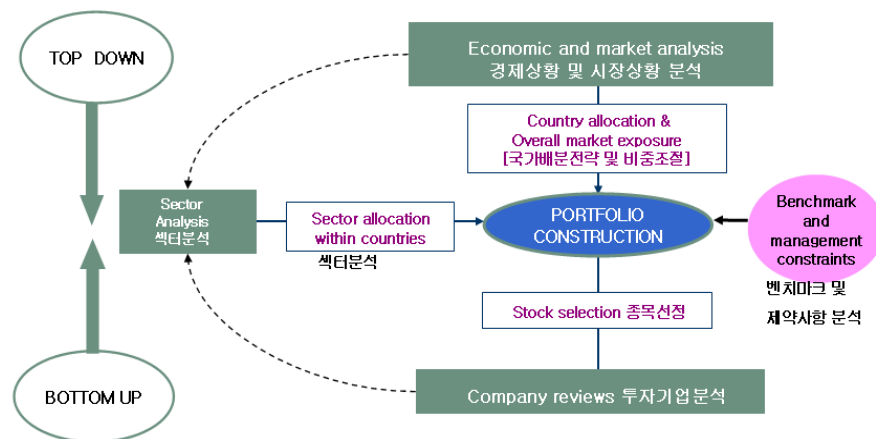 TOP DOWN
Economic and market analysis
경제상황 및 시장상황 분석
Country allocation &
Overall market exposure
[국가배분전략 및 비중조절]
Sector
Analysis
섹터분석
Sector allocation
within countries
섹터분석
PORTFOLIO
CONSTRUCTION
Benchmark
and
management
constraints
벤치마크 및
제약사항 분석
Stock selection 종목선정
BOTTOM UP
Company reviews 투자기업분석